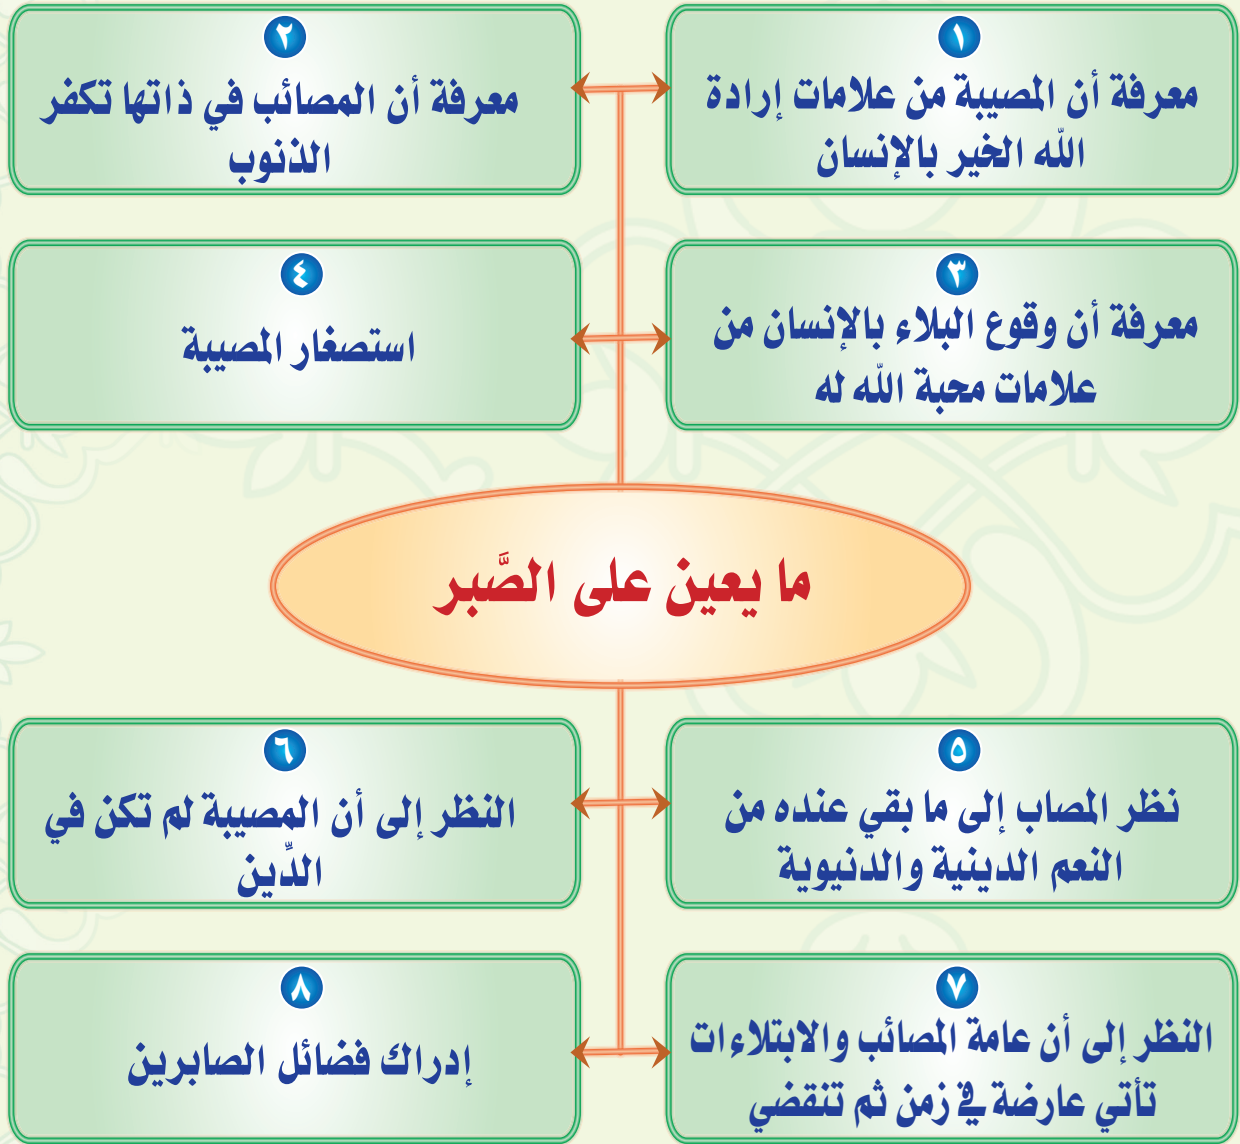 ١
معرفة أن المصيبة من علامات إرادة
الله الخير بالإنسان
٢
معرفة أن المصائب في ذاتها تكفر
الذنوب
٣
معرفة أن وقوع البلاء بالإنسان من
علامات محبة الله له
٤
استصغار المصيبة
ما يعين على الصَّبر
٥
نظر المصاب إلى ما بقي عنده من
النعم الدينية والدنيوية
٦
النظر إلى أن المصيبة لم تكن في
الدِّين
٧
النظر إلى أن عامة المصائب والابتلاءات
تأتي عارضة في زمن ثم تنقضي
٨
إدراك فضائل الصابرين